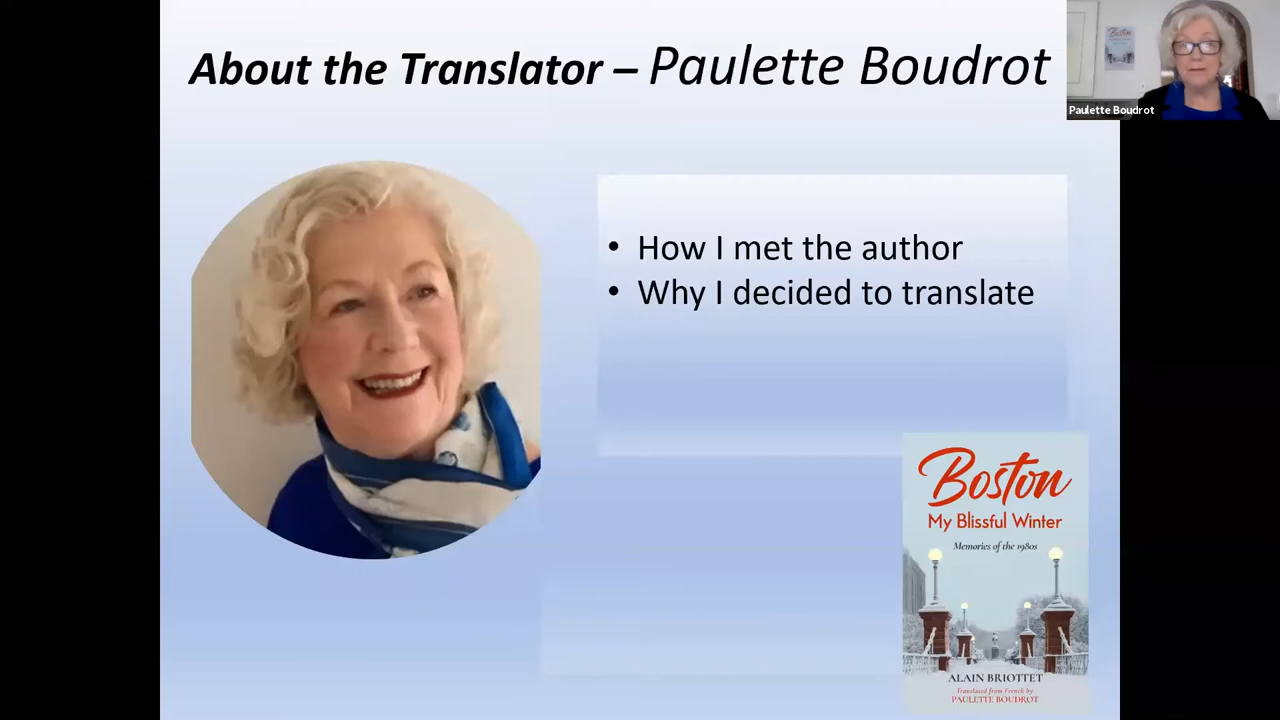 About the Translator – Paulette Boudrot
Boston
Paulette Boudrot
• How I met the author
• Why I decided to translate
Boston
My Blissful Winter
Memories of the 1980s
ALAIN BRIOTTET
Translated from French by
PAULETTE BOUDROT